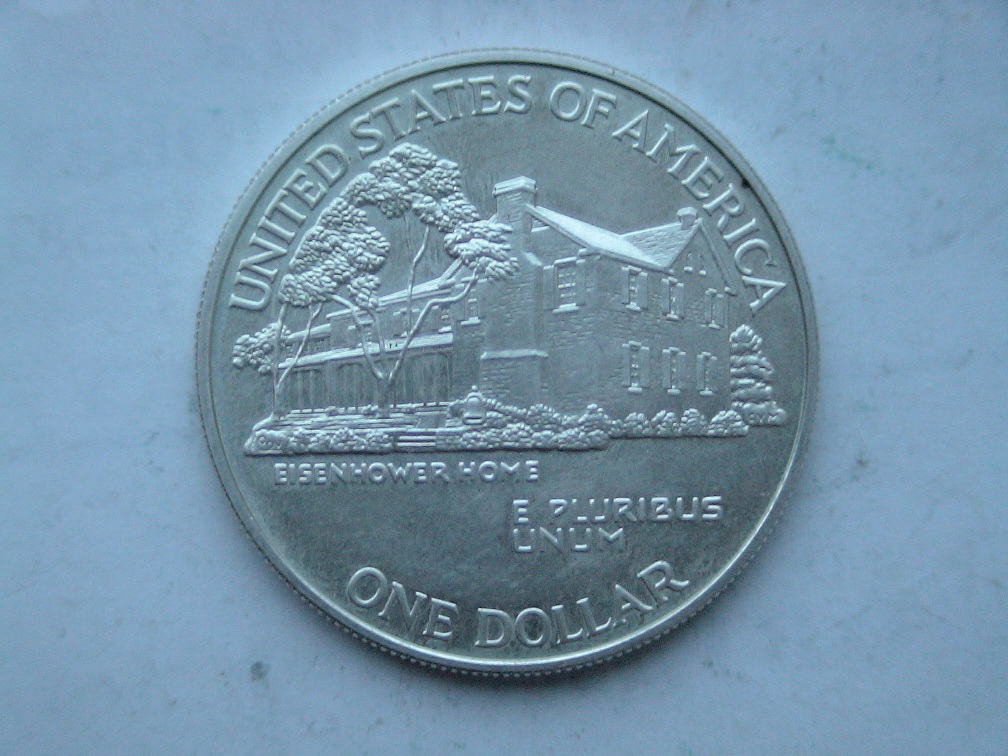 UNITED STATES OF AMERICA
EISENHOWER HOME
E PLURIBUS
UNUM
ONE DOLLAR